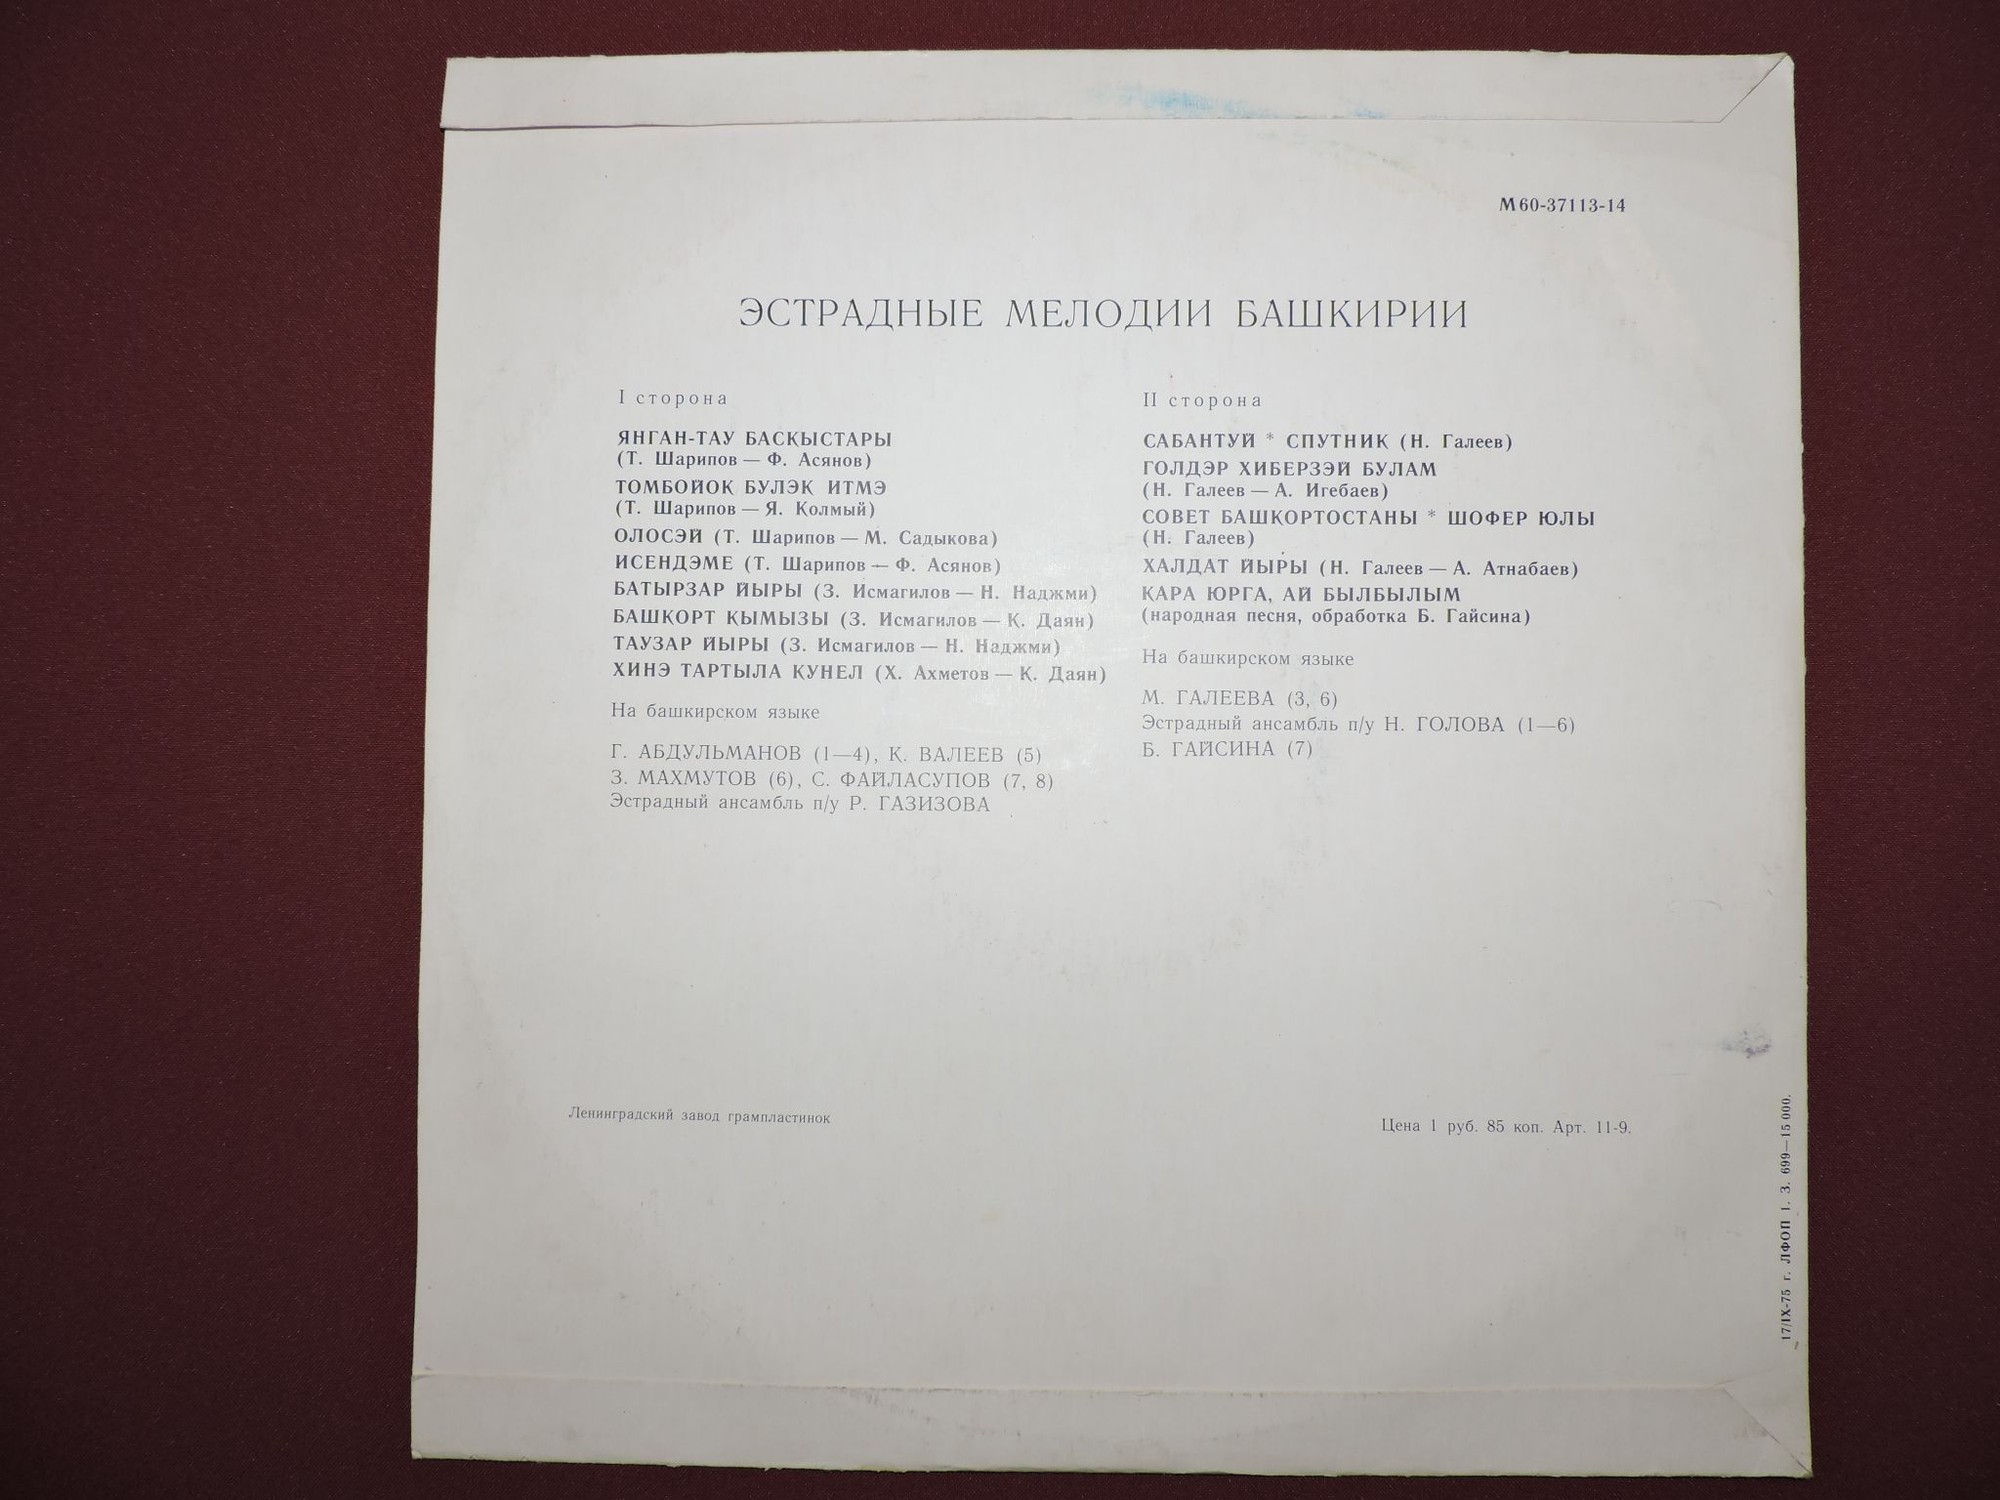 М60-37113-14
ЭСТРАДНЫЕ МЕЛОДИИ БАШКИРИИ
I сторона
ЯНГАН-ТАУ БАСКЫСТАРЫ
(Т. Шарипов — Ф. Асянов)
ТОМБОЙОК БУЛЭК ИТМЭ
(Т. Шарипов — Я. Колмый)
ОЛОСЭЙ (Т. Шарипов — М. Садыкова)
ИСЕНДЭМЕ (Т. Шарипов — Ф. Асянов)
БАТЫРЗАР ЙЫРЫ (З. Исмагилов — Н. Наджми)
БАШКОРТ КЫМЫЗЫ (З. Исмагилов — К. Даян)
ТАУЗАР ЙЫРЫ (З. Исмагилов — Н. Наджми)
ХИНЭ ТАРТЫЛА КУНЕЛ (Х. Ахметов — К. Даян)
На башкирском языке
Г. АБДУЛЬМАНОВ (1—4), К. ВАЛЕЕВ (5)
З. МАХМУТОВ (6), С. ФАЙЛАСУПОВ (7, 8)
Эстрадный ансамбль п/у Р. ГАЗИЗОВА
II сторона
САБАНТУЙ * СПУТНИК (Н. Галеев)
ГОЛДЭР ХИБЕРЗЭЙ БУЛАМ
(Н. Галеев — А. Игебаев)
СОВЕТ БАШКОРТОСТАНЫ * ШОФЕР ЮЛЫ
(Н. Галеев)
ХАЛДАТ ЙЫРЫ (Н. Галеев — А. Атнабаев)
КАРА ЮРГА, АЙ БЫЛБЫЛЫМ
(народная песня, обработка Б. Гайсина)
На башкирском языке
М. ГАЛЕЕВА (3, 6)
Эстрадный ансамбль п/у Н. ГОЛОВА (1—6)
Б. ГАЙСИНА (7)
Ленинградский завод грампластинок
Цена 1 руб. 85 коп. Арт. 11-9.
17/IX-75 г. ЛФОП 1. З. 699—15 000.